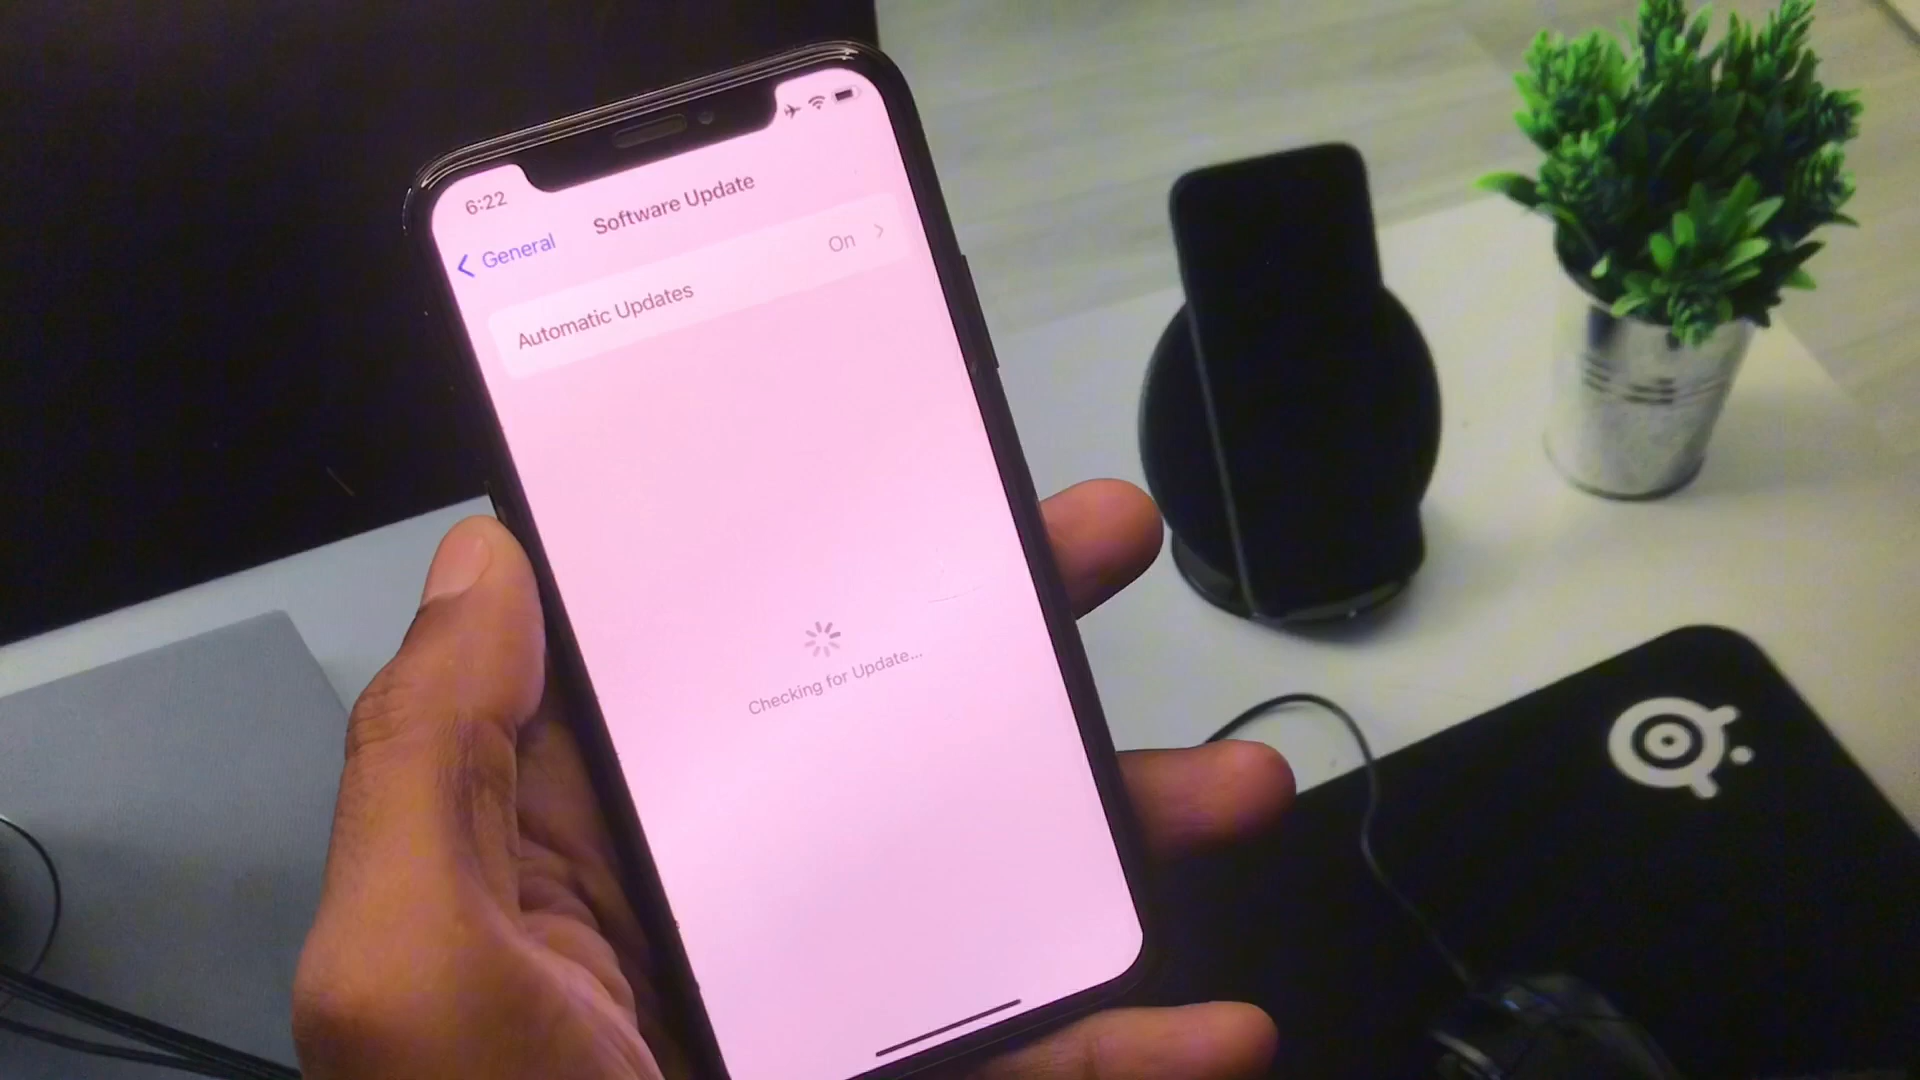 6:22
General
Software Update
Automatic Updates
On
Checking for Update...